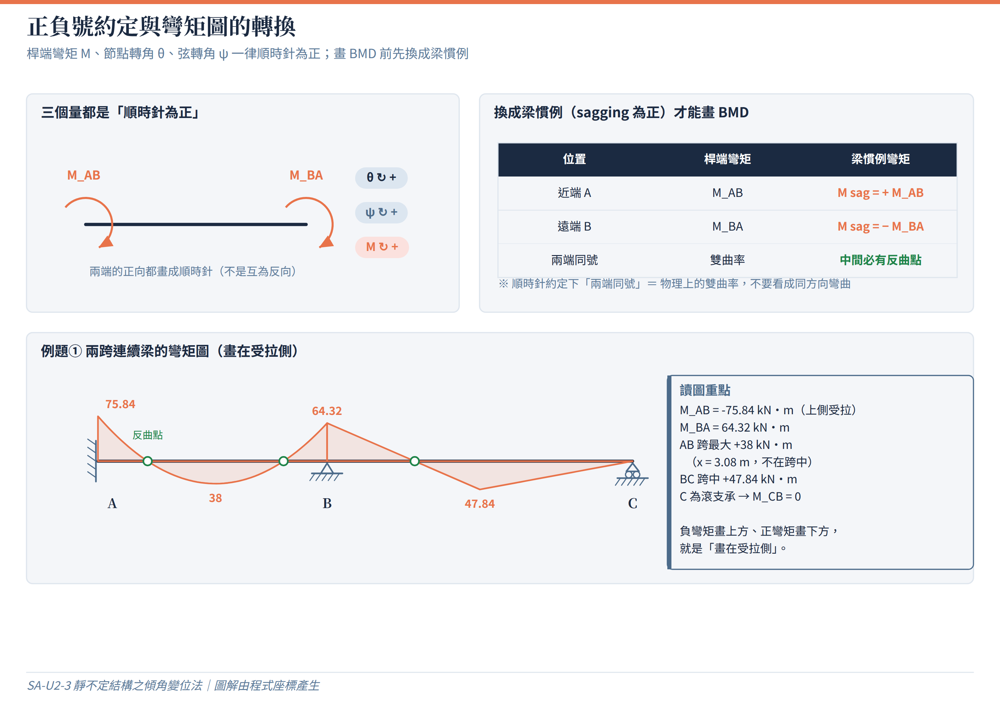 正負號約定與彎矩圖的轉換
桿端彎矩 M、節點轉角 θ、弦轉角 ψ 一律順時針為正；畫 BMD 前先換成梁慣例
三個量都是「順時針為正」
M_AB
M_BA
θ ↻ +
ψ ↻ +
M ↻ +
兩端的正向都畫成順時針（不是互為反向）
換成梁慣例（sagging 為正）才能畫 BMD
位置 桿端彎矩 梁慣例彎矩
近端 A M_AB M sag = + M_AB
遠端 B M_BA M sag = − M_BA
兩端同號 雙曲率 中間必有反曲點
※ 順時針約定下「兩端同號」＝ 物理上的雙曲率，不要看成同方向彎曲
例題① 兩跨連續梁的彎矩圖（畫在受拉側）
75.84
64.32
反曲點
38
47.84
A
B
C
讀圖重點
M_AB = -75.84 kN·m（上側受拉）
M_BA = 64.32 kN·m
AB 跨最大 +38 kN·m
（x = 3.08 m，不在跨中）
BC 跨中 +47.84 kN·m
C 為滾支承 → M_CB = 0
負彎矩畫上方、正彎矩畫下方，
就是「畫在受拉側」。
SA-U2-3 靜不定結構之傾角變位法｜圖解由程式座標產生